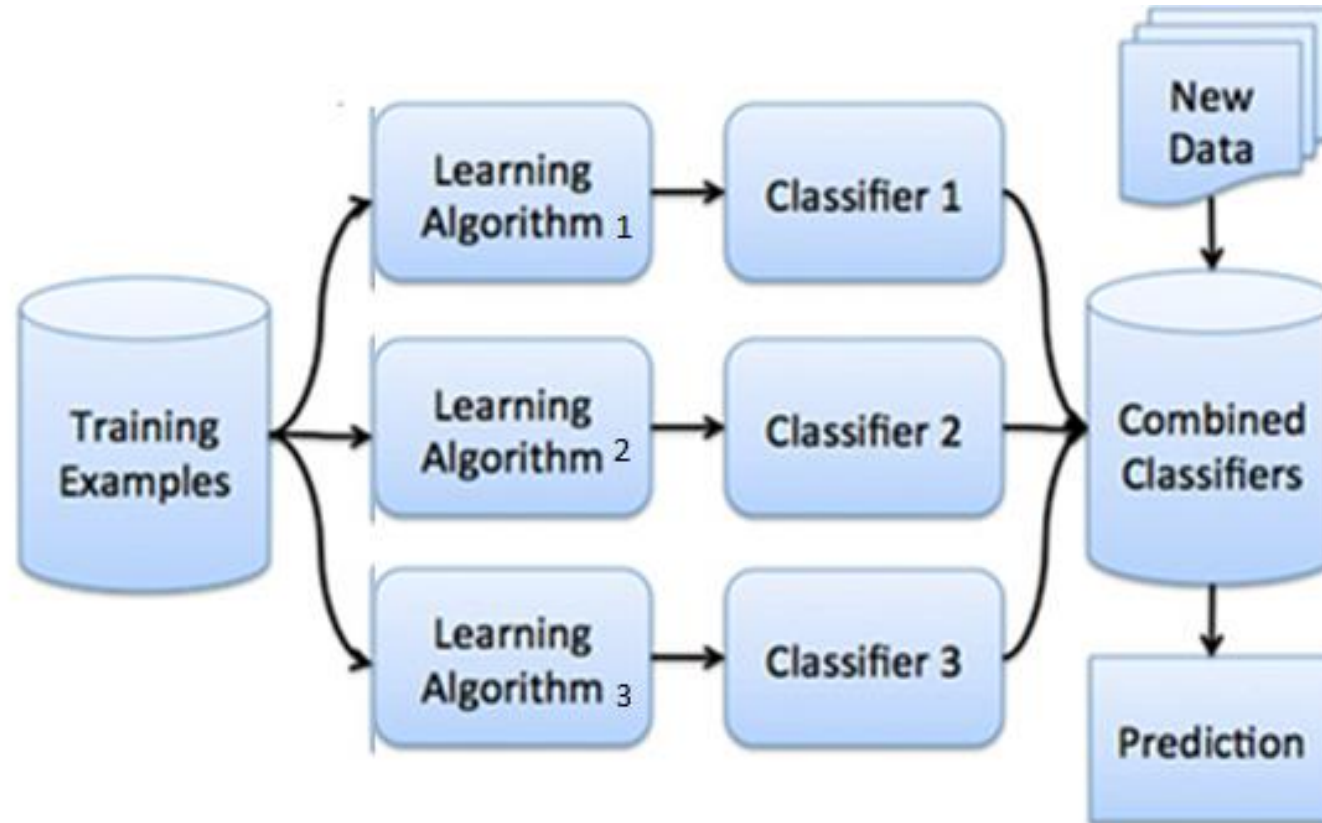 New
Data
Learning
Algorithm 1
Classifier 1
Training
Examples
Learning
Algorithm 2
Classifier 2
Combined
Classifiers
Learning
Algorithm 3
Classifier 3
Prediction